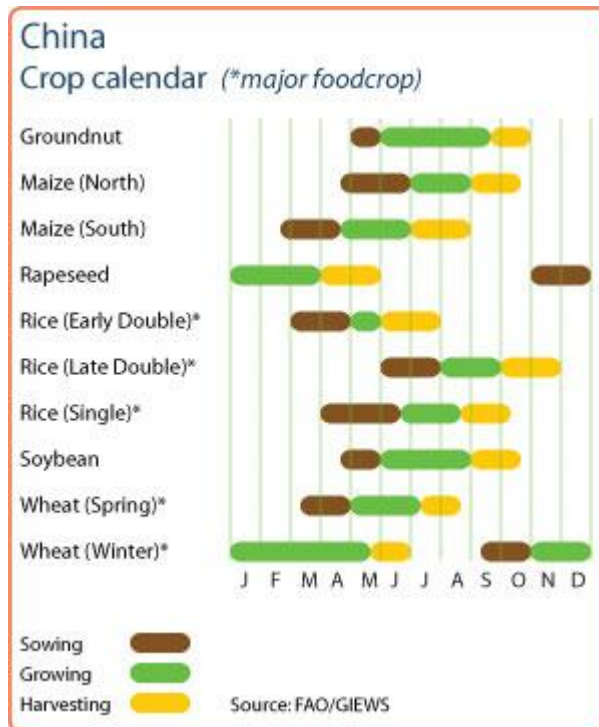 China
Crop calendar (*major foodcrop)
Groundnut
Maize (North)
Maize (South)
Rapeseed
Rice (Early Double)*
Rice (Late Double)*
Rice (Single)*
Soybean
Wheat (Spring)*
Wheat (Winter)*
J F M A M J J A S O N D
Sowing
Growing
Harvesting Source: FAO/GIEWS